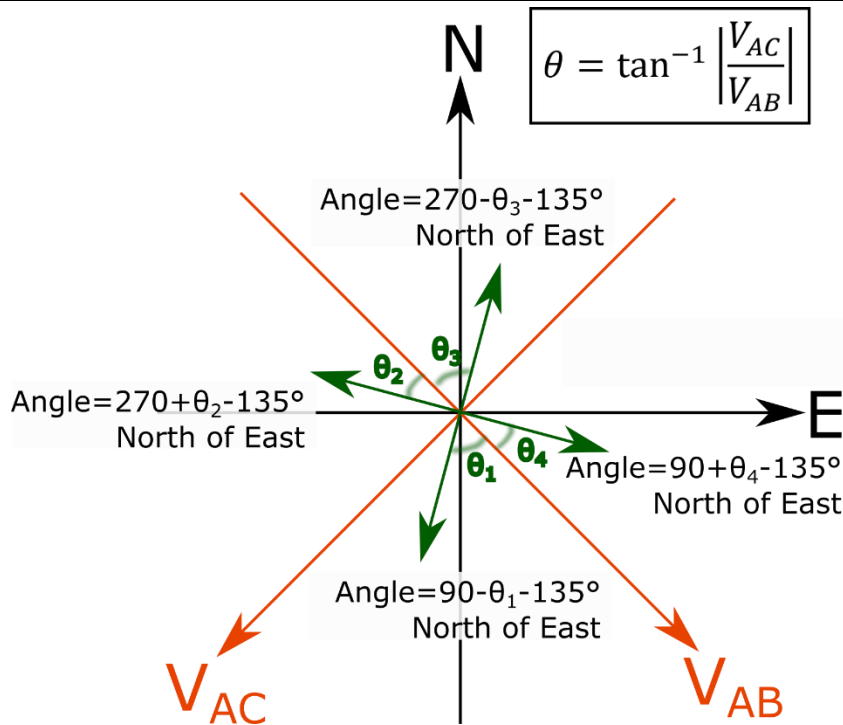 N
θ = tan⁻¹ |V_AC / V_AB|
Angle=270-θ₃-135°
North of East
θ₂
θ₃
Angle=270+θ₂-135°
North of East
E
θ₁
θ₄
Angle=90+θ₄-135°
North of East
Angle=90-θ₁-135°
North of East
V_AC
V_AB